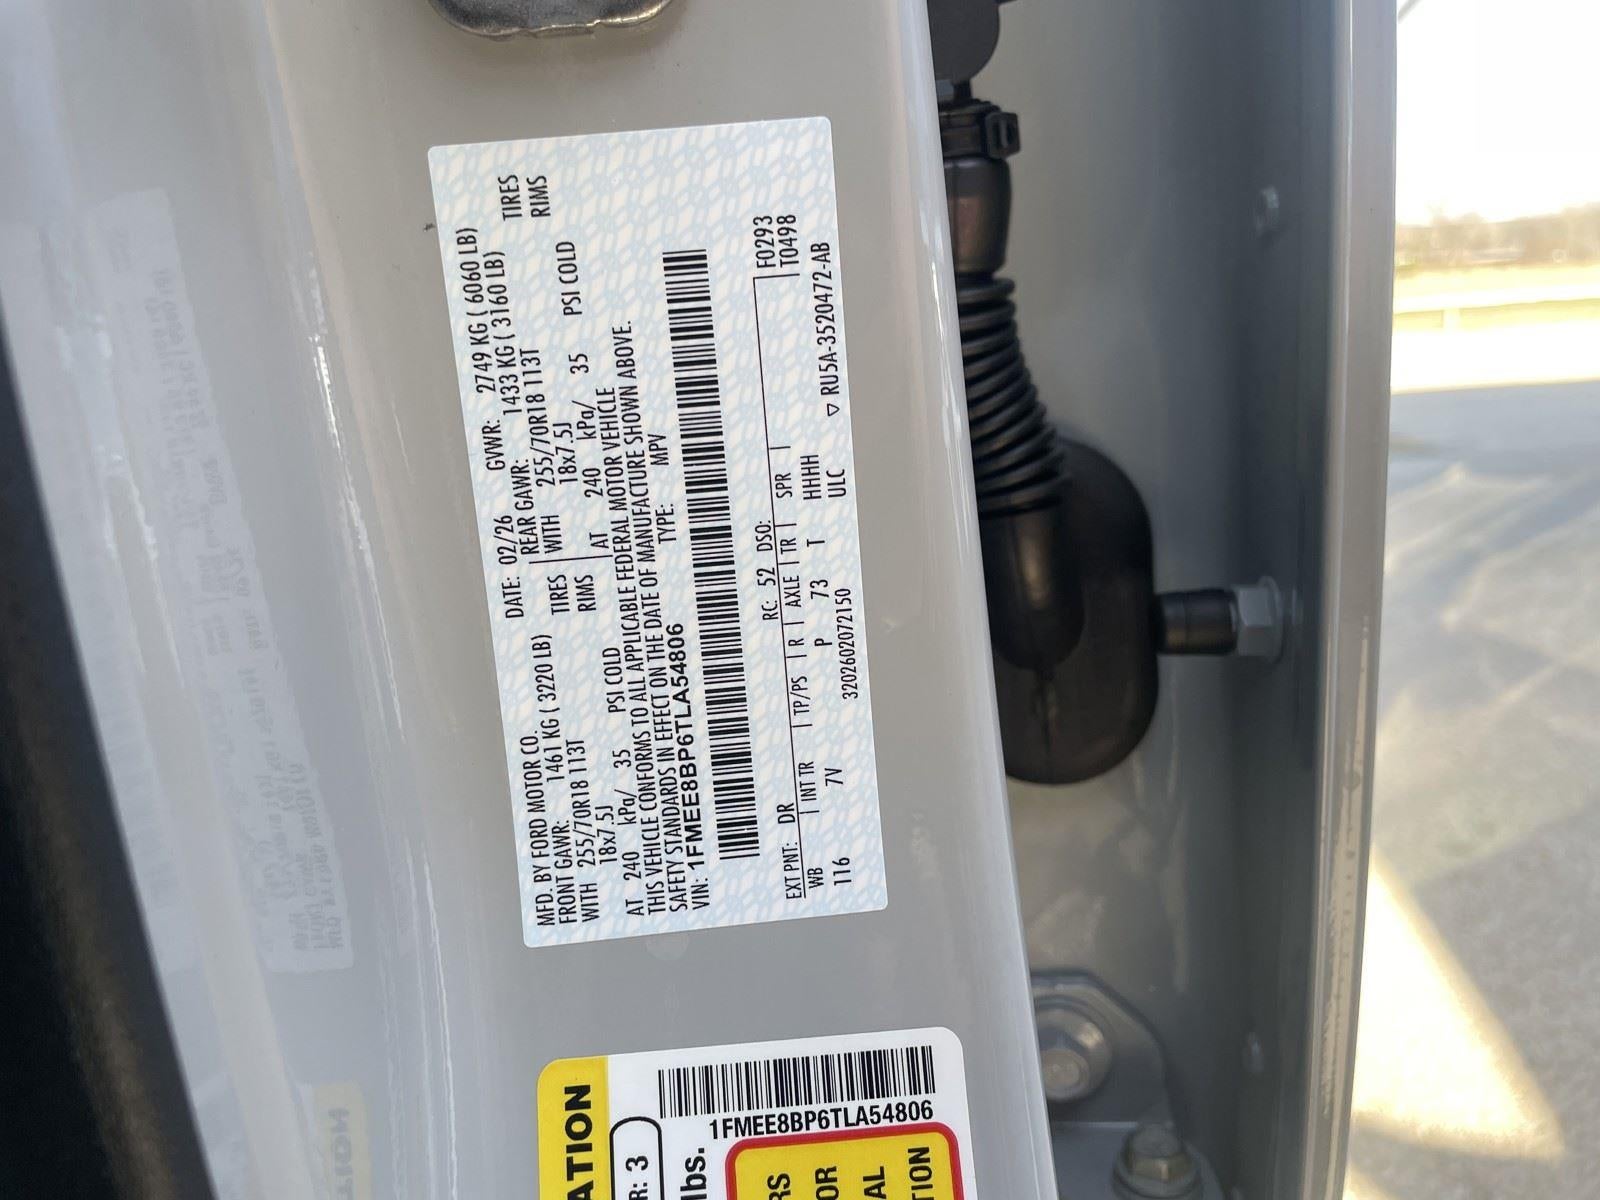 MFD. BY FORD MOTOR CO. DATE: 02/26 GVWR: 2749 KG ( 6060 LB)
FRONT GAWR: 1461 KG ( 3220 LB) REAR GAWR: 1433 KG ( 3160 LB)
WITH 255/70R18 113T TIRES WITH 255/70R18 113T TIRES
18x7.5J RIMS 18x7.5J RIMS
AT 240 kPa/ 35 PSI COLD AT 240 kPa/ 35 PSI COLD
THIS VEHICLE CONFORMS TO ALL APPLICABLE FEDERAL MOTOR VEHICLE
SAFETY STANDARDS IN EFFECT ON THE DATE OF MANUFACTURE SHOWN ABOVE.
VIN: 1FMEE8BP6TLA54806 TYPE: MPV
EXT PNT: DR RC: 52 DSO: F0293
WB INT TR TP/PS R AXLE TR SPR T0498
116 7V P 73 T HHHH
3202602072150 ULC ▽ RU5A-3520472-AB
ATION
R: 3
lbs.
1FMEE8BP6TLA54806
RS
OR
AL
TION